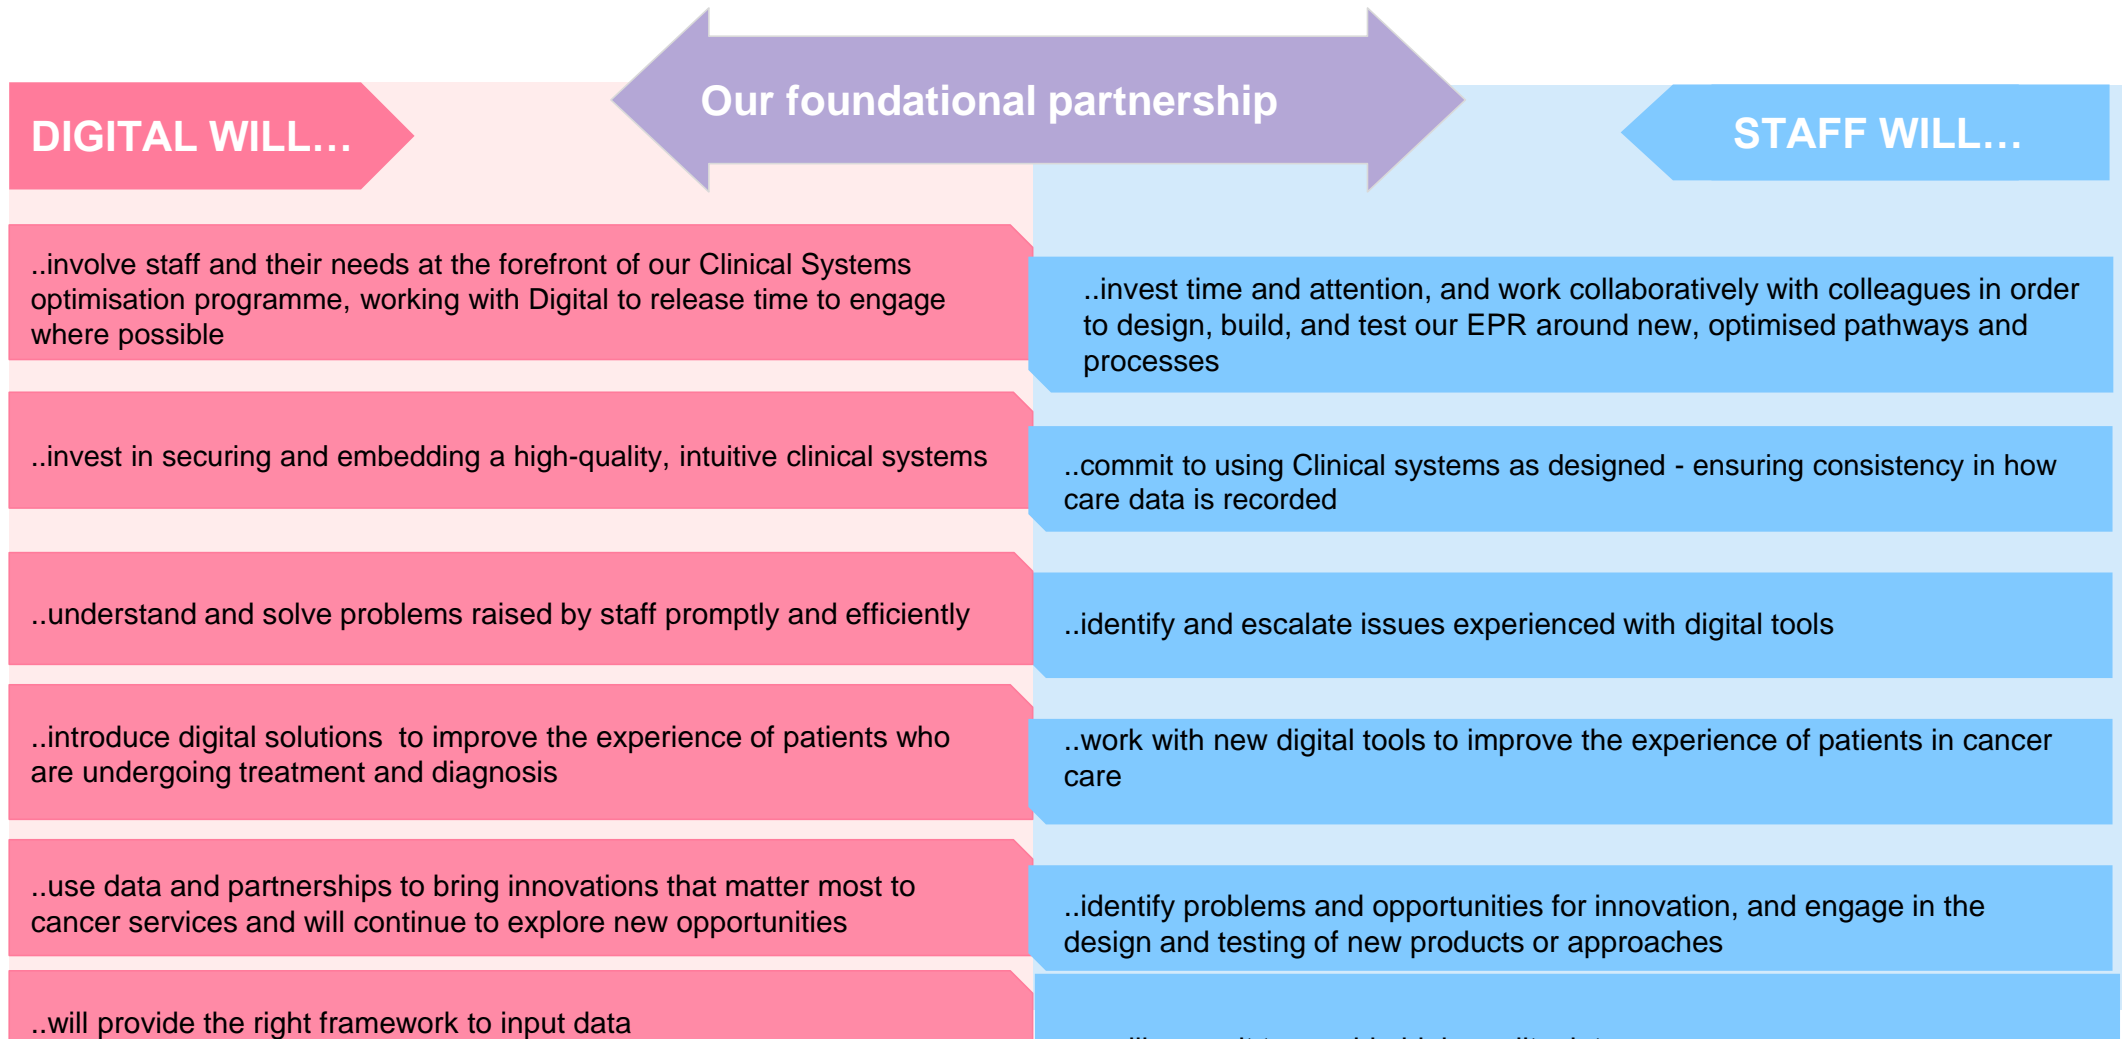 Our foundational partnership
DIGITAL WILL…
STAFF WILL…
..involve staff and their needs at the forefront of our Clinical Systems
optimisation programme, working with Digital to release time to engage
where possible
..invest time and attention, and work collaboratively with colleagues in order
to design, build, and test our EPR around new, optimised pathways and
processes
..invest in securing and embedding a high-quality, intuitive clinical systems
..commit to using Clinical systems as designed - ensuring consistency in how
care data is recorded
..understand and solve problems raised by staff promptly and efficiently
..identify and escalate issues experienced with digital tools
..introduce digital solutions  to improve the experience of patients who
are undergoing treatment and diagnosis
..work with new digital tools to improve the experience of patients in cancer
care
..use data and partnerships to bring innovations that matter most to
cancer services and will continue to explore new opportunities
..identify problems and opportunities for innovation, and engage in the
design and testing of new products or approaches
..will provide the right framework to input data